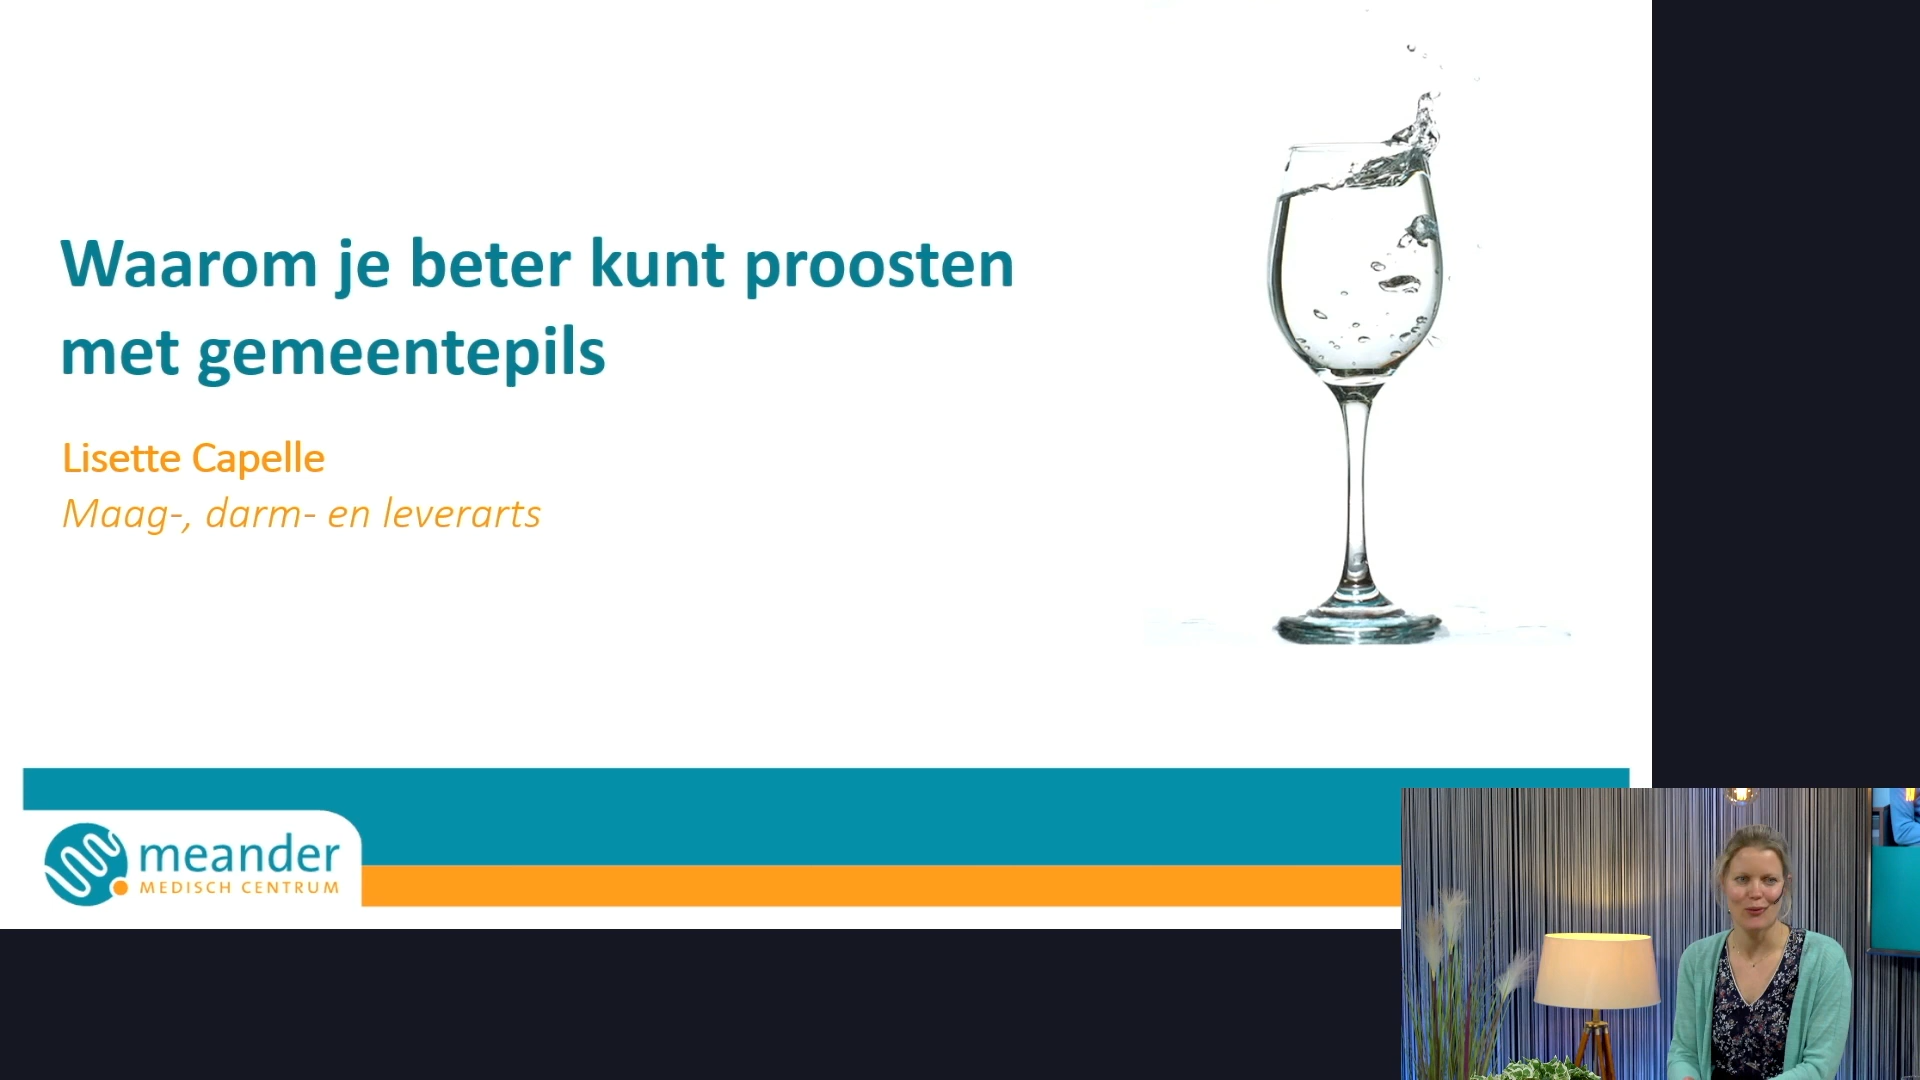 Waarom je beter kunt proosten
met gemeentepils
Lisette Capelle
Maag-, darm- en leverarts
meander
MEDISCH CENTRUM